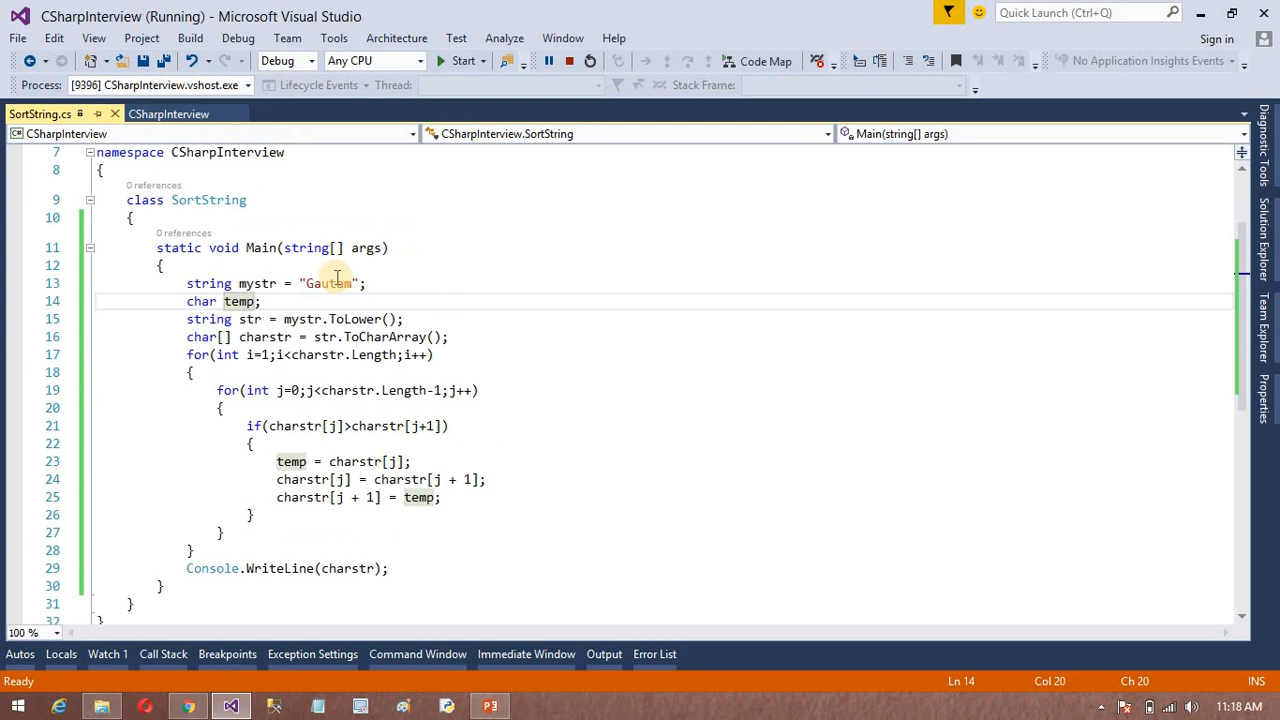 CSharpInterview (Running) - Microsoft Visual Studio
Quick Launch (Ctrl+Q)
File Edit View Project Build Debug Team Tools Architecture Test Analyze Window Help
Sign in
Debug Any CPU Start Code Map No Application Insights Events
Process: [9396] CSharpInterview.vshost.exe Lifecycle Events Thread: Stack Frame:
SortString.cs CSharpInterview
CSharpInterview CSharpInterview.SortString Main(string[] args)
7 namespace CSharpInterview
8 {
0 references
9 class SortString
10 {
0 references
11 static void Main(string[] args)
12 {
13 string mystr = "Gautam";
14 char temp;
15 string str = mystr.ToLower();
16 char[] charstr = str.ToCharArray();
17 for(int i=1;i<charstr.Length;i++)
18 {
19 for(int j=0;j<charstr.Length-1;j++)
20 {
21 if(charstr[j]>charstr[j+1])
22 {
23 temp = charstr[j];
24 charstr[j] = charstr[j + 1];
25 charstr[j + 1] = temp;
26 }
27 }
28 }
29 Console.WriteLine(charstr);
30 }
31 }
32 }
100 %
Diagnostic Tools
Solution Explorer
Team Explorer
Properties
Autos Locals Watch 1 Call Stack Breakpoints Exception Settings Command Window Immediate Window Output Error List
Ready Ln 14 Col 20 Ch 20 INS
11:18 AM